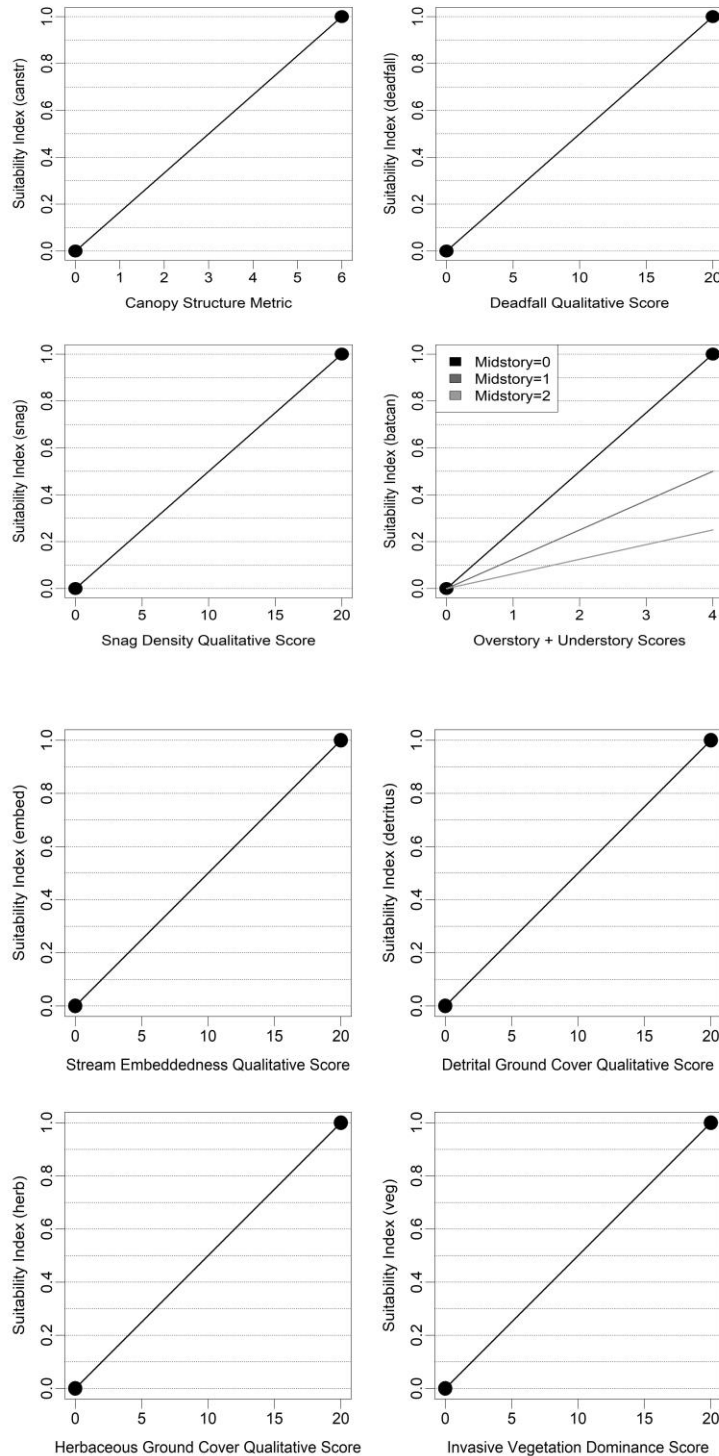 Suitability Index (canstr)
0.0 0.2 0.4 0.6 0.8 1.0
0 1 2 3 4 5 6
Canopy Structure Metric
Suitability Index (deadfall)
0.0 0.2 0.4 0.6 0.8 1.0
0 5 10 15 20
Deadfall Qualitative Score
Suitability Index (snag)
0.0 0.2 0.4 0.6 0.8 1.0
0 5 10 15 20
Snag Density Qualitative Score
Suitability Index (batcan)
0.0 0.2 0.4 0.6 0.8 1.0
Midstory=0
Midstory=1
Midstory=2
0 1 2 3 4
Overstory + Understory Scores
Suitability Index (embed)
0.0 0.2 0.4 0.6 0.8 1.0
0 5 10 15 20
Stream Embeddedness Qualitative Score
Suitability Index (detritus)
0.0 0.2 0.4 0.6 0.8 1.0
0 5 10 15 20
Detrital Ground Cover Qualitative Score
Suitability Index (herb)
0.0 0.2 0.4 0.6 0.8 1.0
0 5 10 15 20
Herbaceous Ground Cover Qualitative Score
Suitability Index (veg)
0.0 0.2 0.4 0.6 0.8 1.0
0 5 10 15 20
Invasive Vegetation Dominance Score